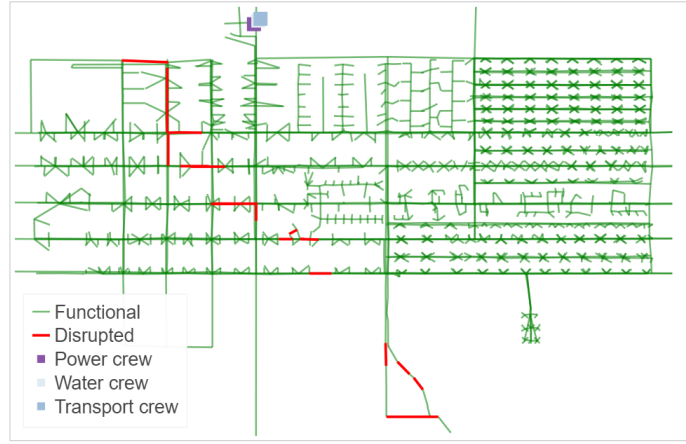 Functional
Disrupted
Power crew
Water crew
Transport crew